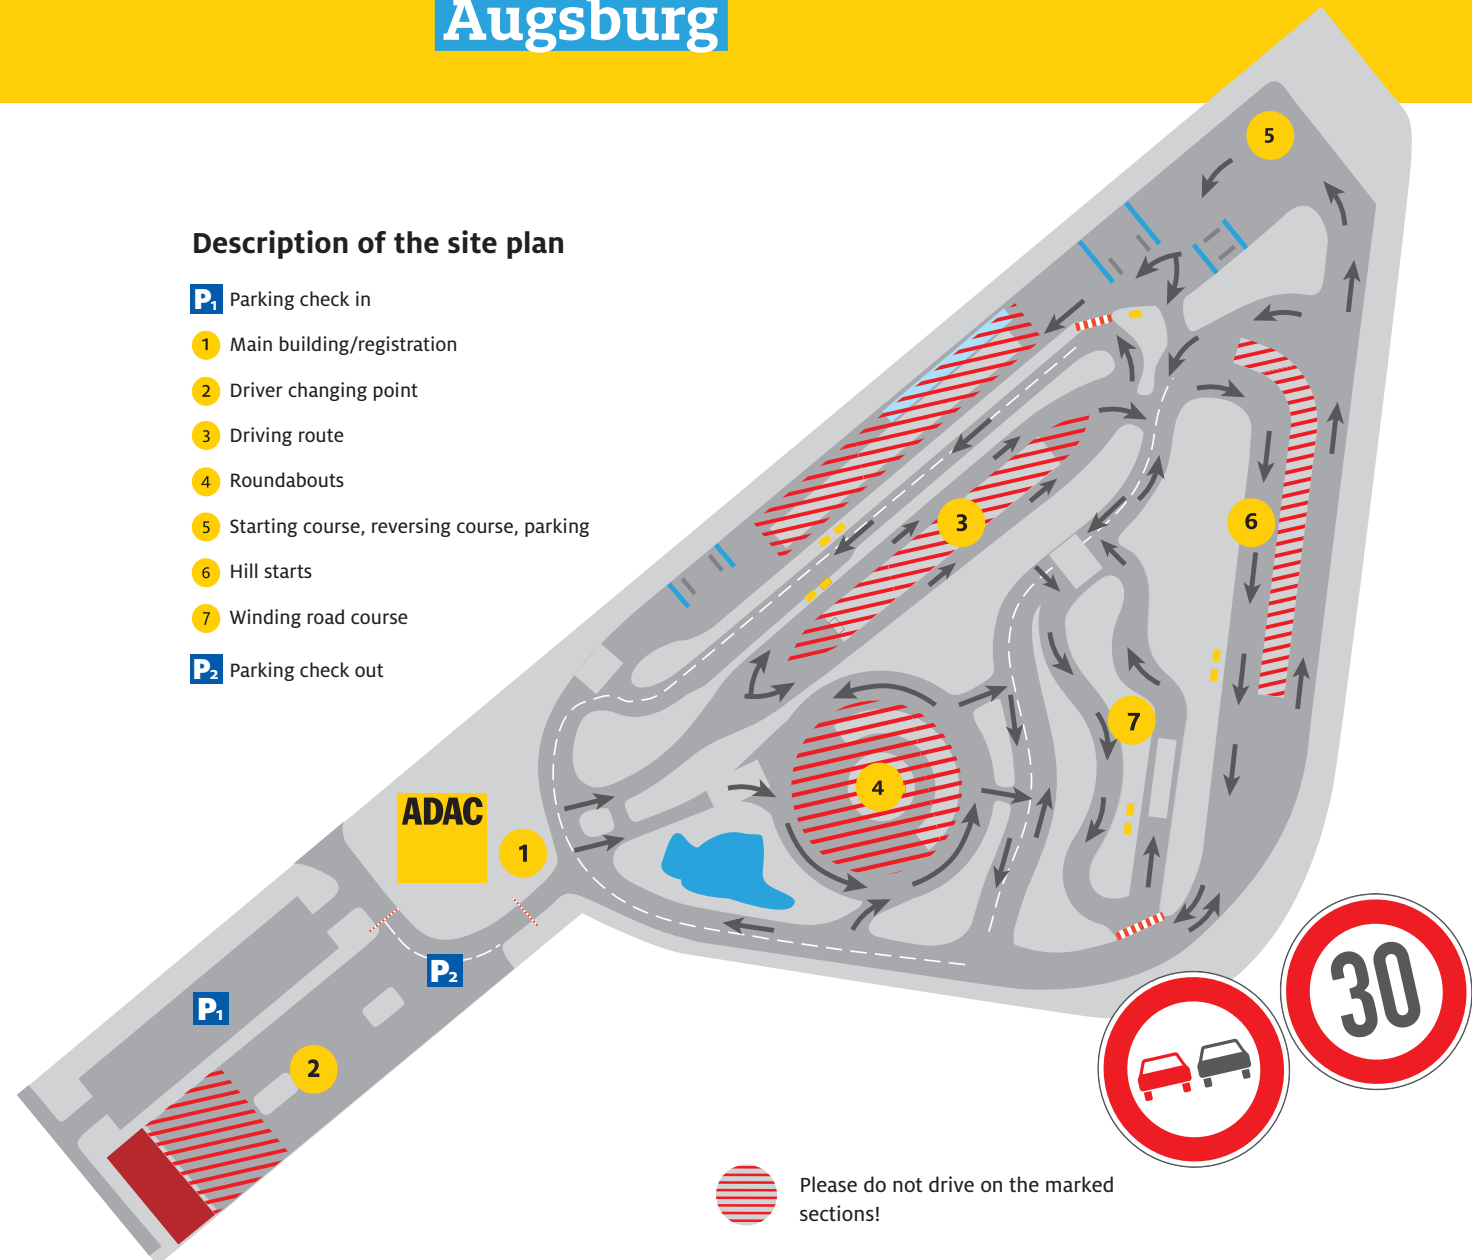 Augsburg
Description of the site plan
P1 Parking check in
1 Main building/registration
2 Driver changing point
3 Driving route
4 Roundabouts
5 Starting course, reversing course, parking
6 Hill starts
7 Winding road course
P2 Parking check out
5
3
6
7
4
ADAC
1
P2
P1
2
30
Please do not drive on the marked
sections!